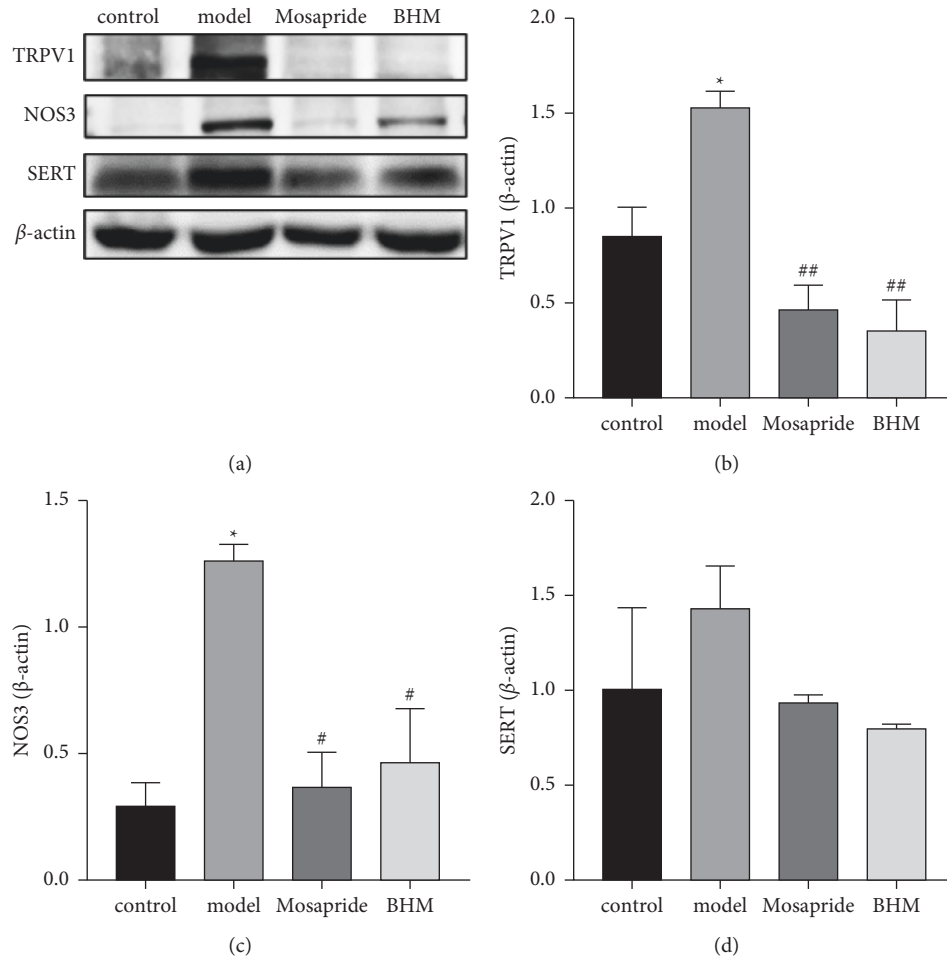 control model Mosapride BHM
TRPV1
NOS3
SERT
β-actin
(a)
2.0
1.5
1.0
0.5
0.0
TRPV1 (β-actin)
*
##
##
control model Mosapride BHM
(b)
1.5
1.0
0.5
0.0
NOS3 (β-actin)
*
#
#
control model Mosapride BHM
(c)
2.0
1.5
1.0
0.5
0.0
SERT (β-actin)
control model Mosapride BHM
(d)